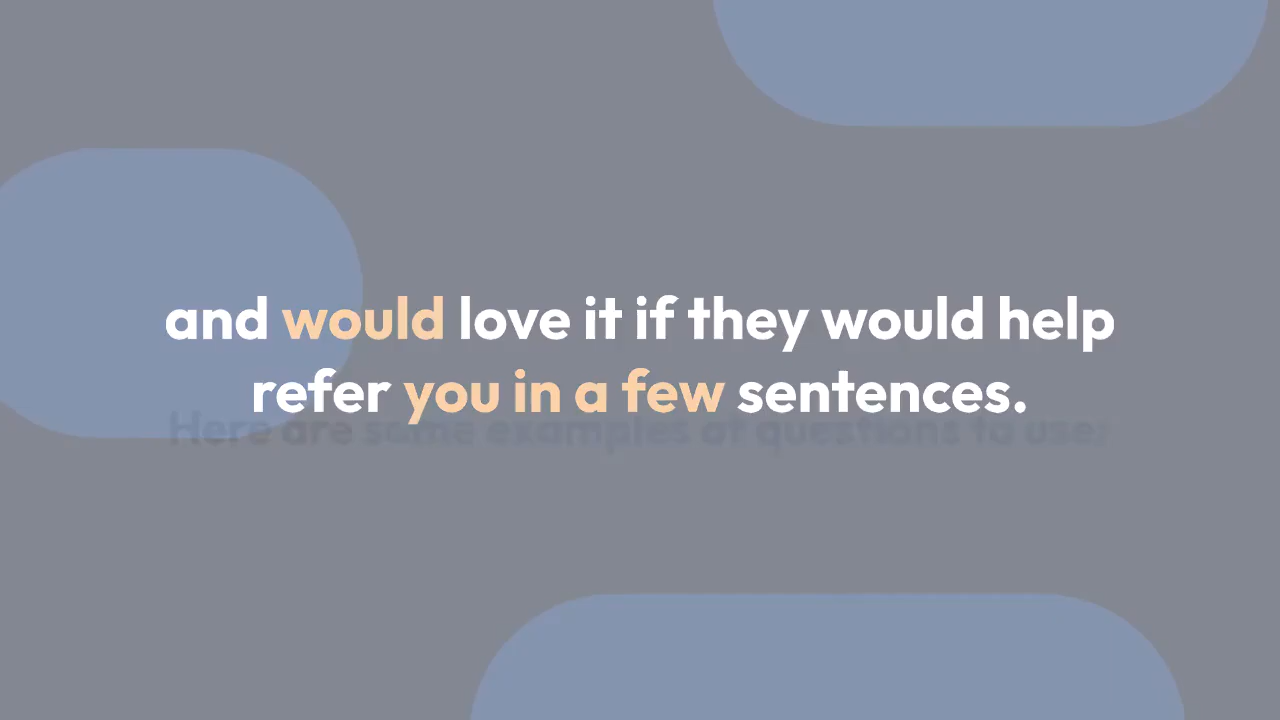 and would love it if they would help
refer you in a few sentences.
Here are some examples of questions to use: